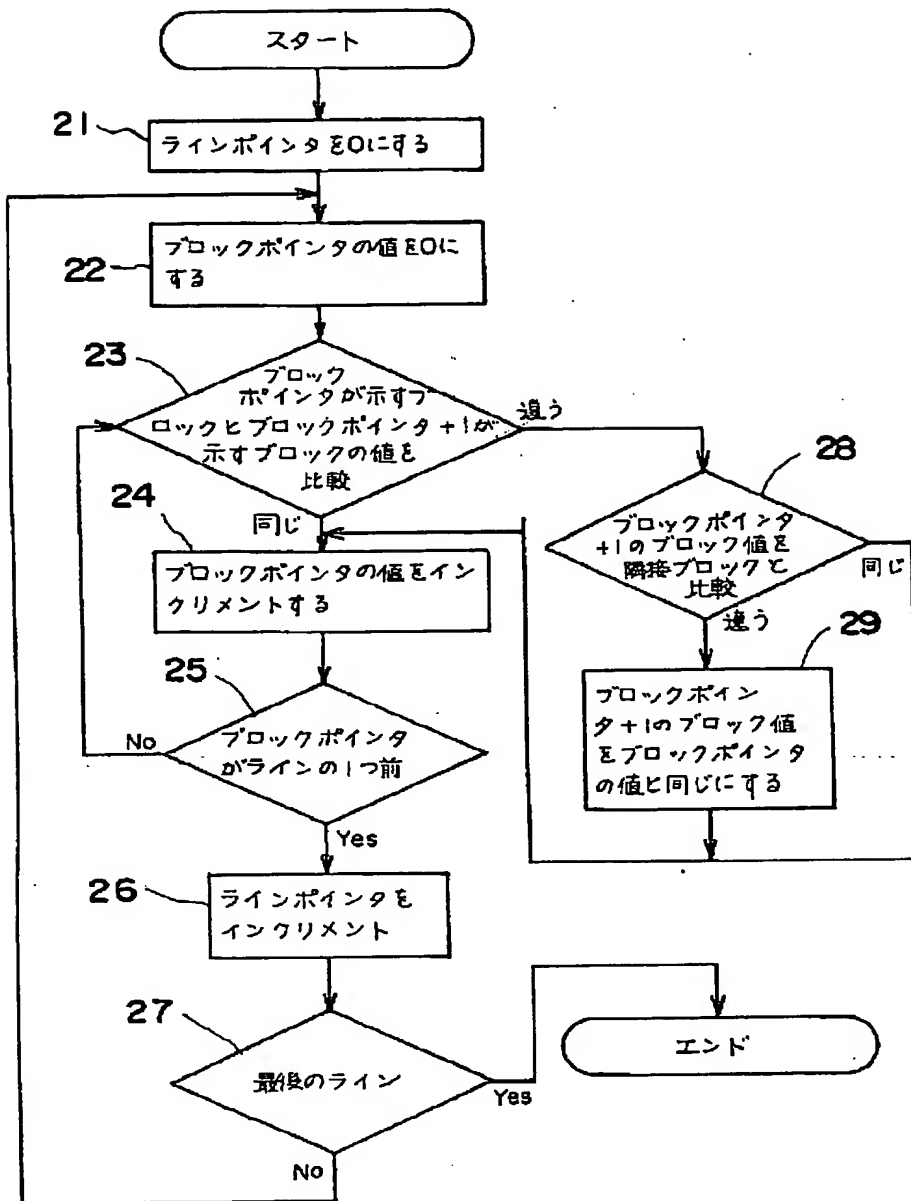 スタート
21
ラインポインタを0にする
22
ブロックポインタの値を0に
する
23
ブロック
ポインタが示すブ
ロックとブロックポインタ+1が
示すブロックの値を
比較
違う
同じ
24
ブロックポインタの値をイン
クリメントする
25
ブロックポインタ
がラインの1つ前
No
Yes
26
ラインポインタを
インクリメント
27
最後のライン
Yes
No
28
ブロックポインタ
+1のブロック値を
隣接ブロックと
比較
同じ
違う
29
ブロックポイン
タ+1のブロック値
をブロックポインタ
の値と同じにする
エンド